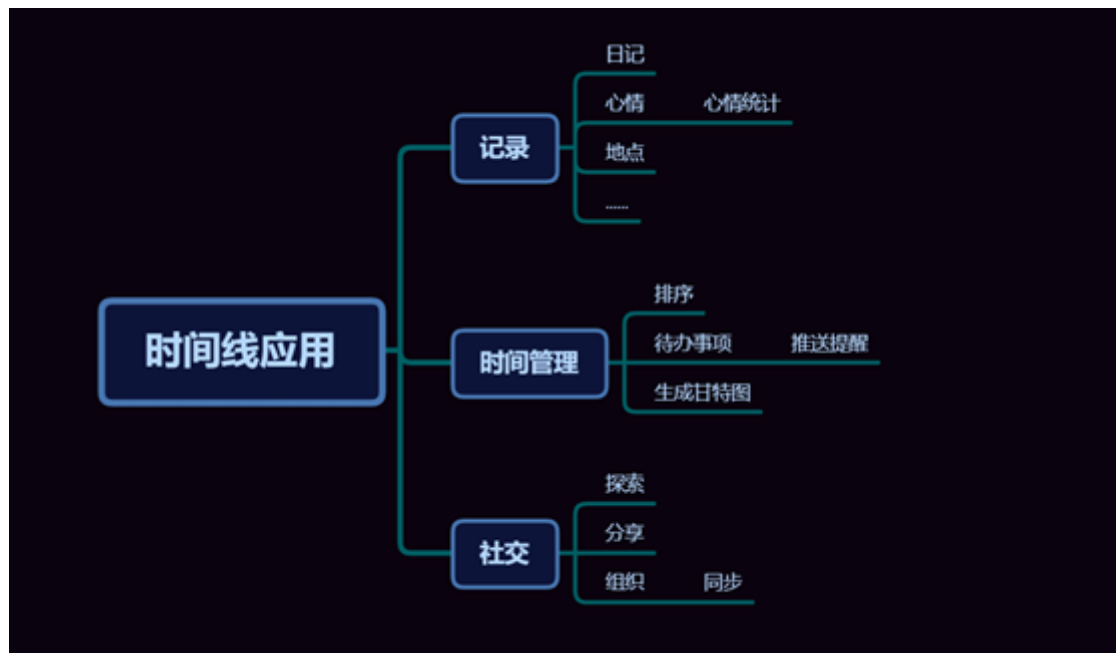 时间线应用
记录
日记
心情 心情统计
地点
......
时间管理
排序
待办事项 推送提醒
生成甘特图
社交
探索
分享
组织 同步